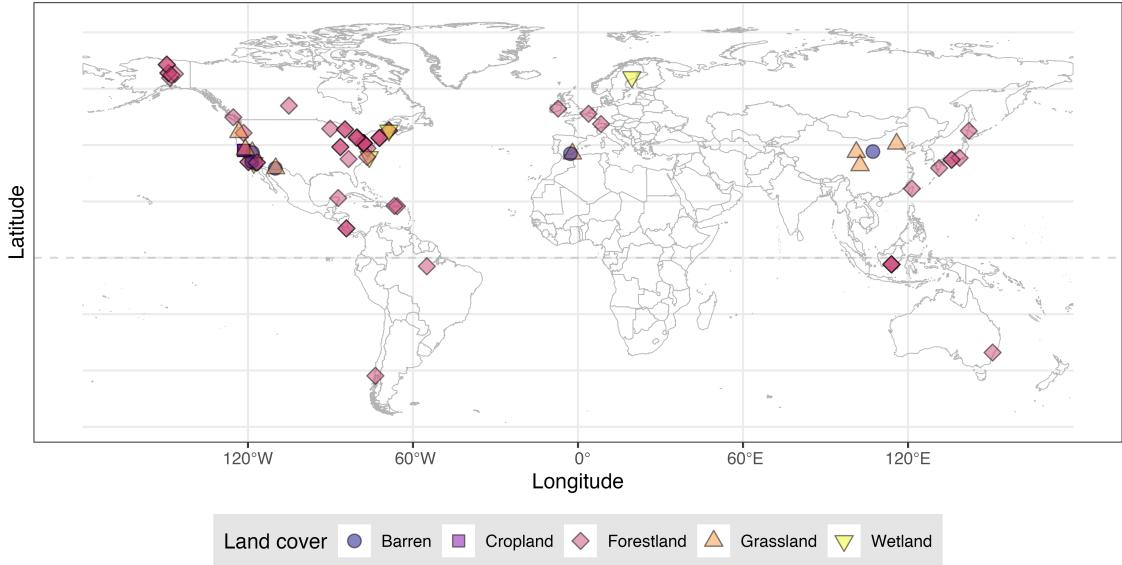 Latitude
120°W 60°W 0° 60°E 120°E
Longitude
Land cover Barren Cropland Forestland Grassland Wetland